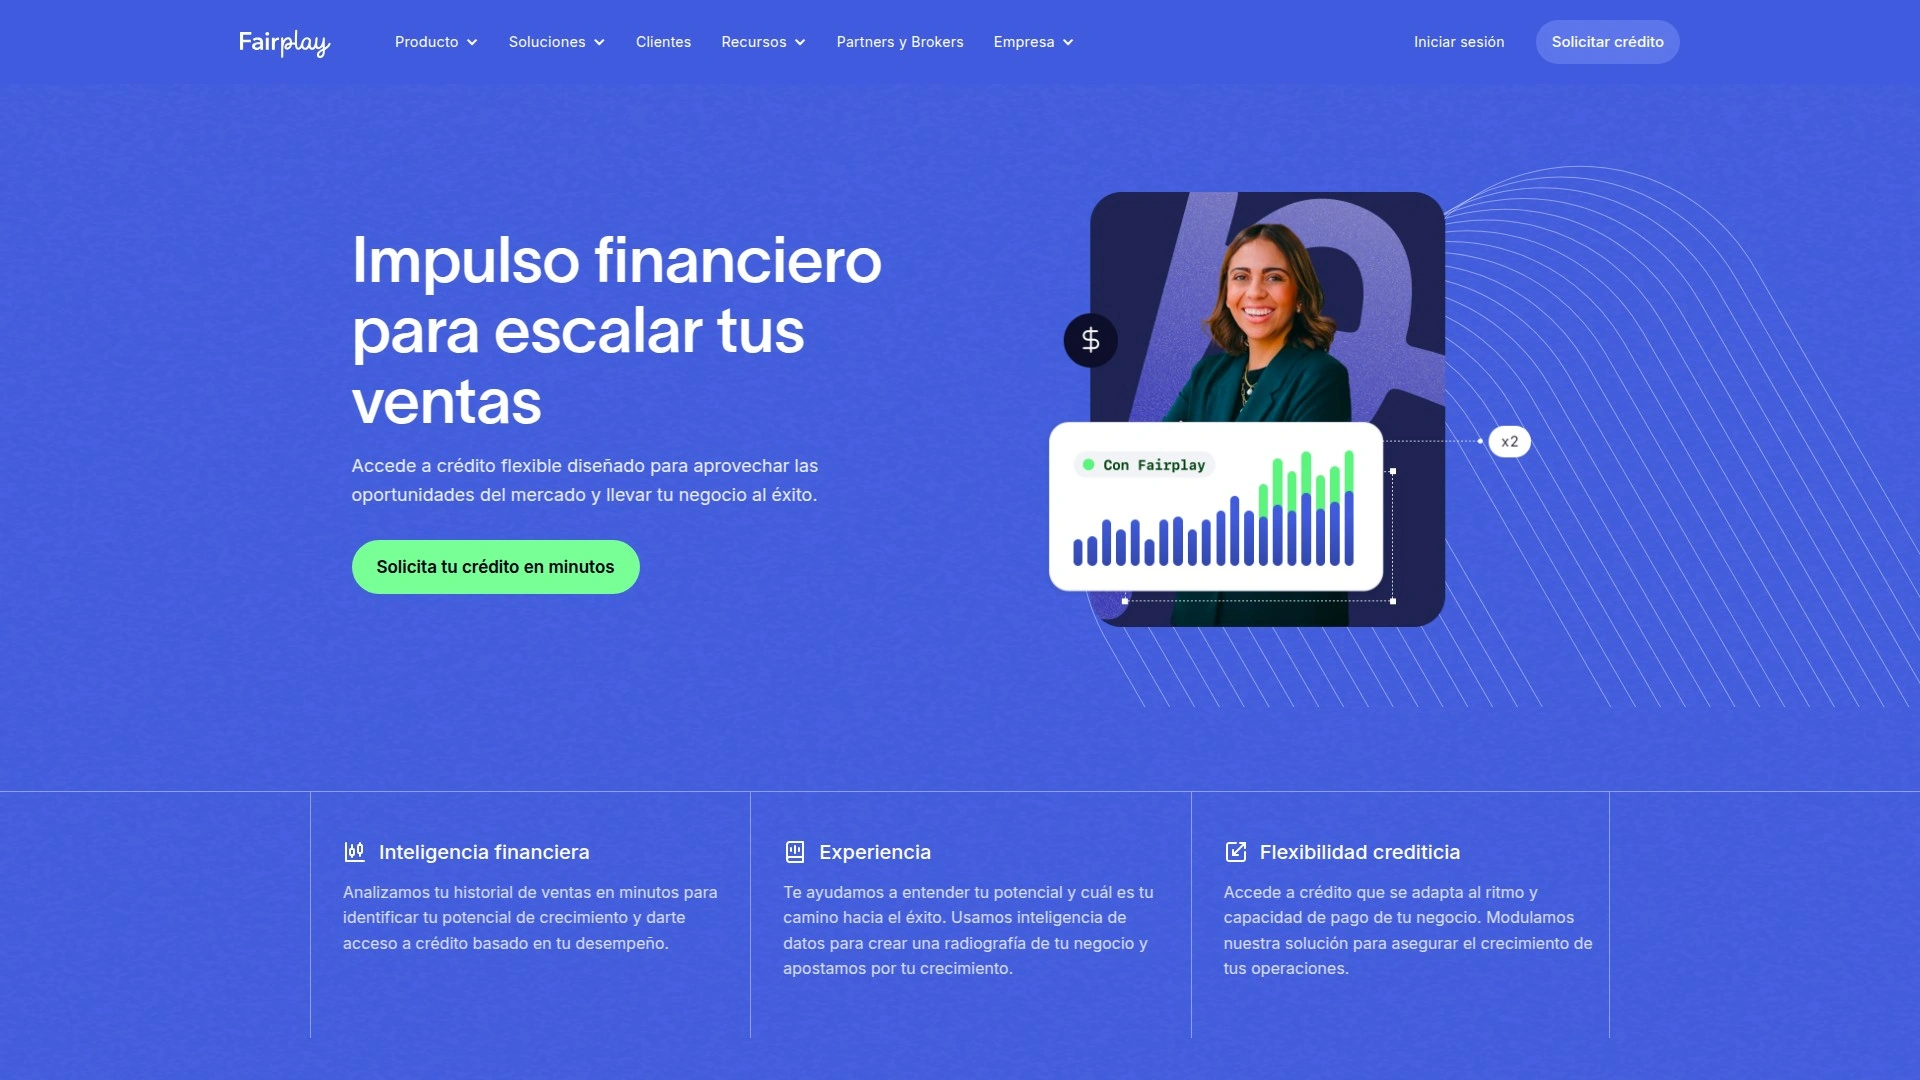 Fairplay
Producto
Soluciones
Clientes
Recursos
Partners y Brokers
Empresa
Iniciar sesión
Solicitar crédito
Impulso financiero
para escalar tus
ventas
Accede a crédito flexible diseñado para aprovechar las
oportunidades del mercado y llevar tu negocio al éxito.
Solicita tu crédito en minutos
$
Con Fairplay
x2
Inteligencia financiera
Analizamos tu historial de ventas en minutos para
identificar tu potencial de crecimiento y darte
acceso a crédito basado en tu desempeño.
Experiencia
Te ayudamos a entender tu potencial y cuál es tu
camino hacia el éxito. Usamos inteligencia de
datos para crear una radiografía de tu negocio y
apostamos por tu crecimiento.
Flexibilidad crediticia
Accede a crédito que se adapta al ritmo y
capacidad de pago de tu negocio. Modulamos
nuestra solución para asegurar el crecimiento de
tus operaciones.